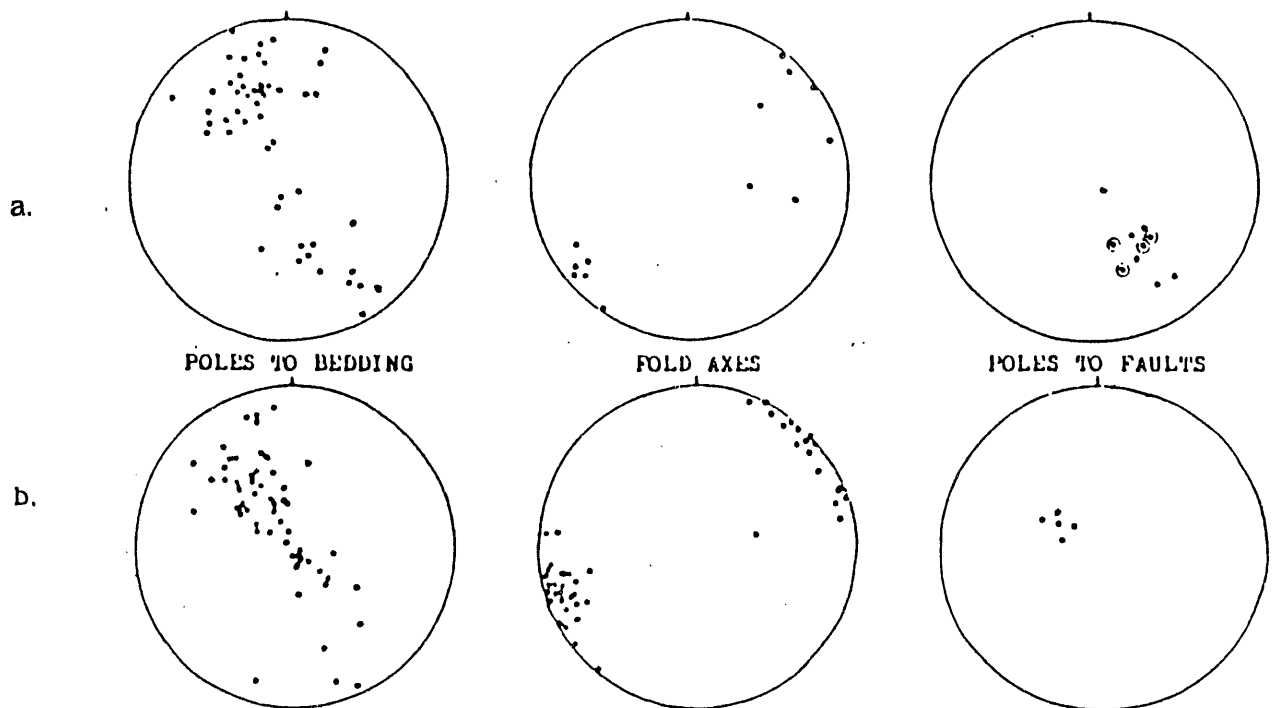 a.
POLES TO BEDDING
FOLD AXES
POLES TO FAULTS
b.